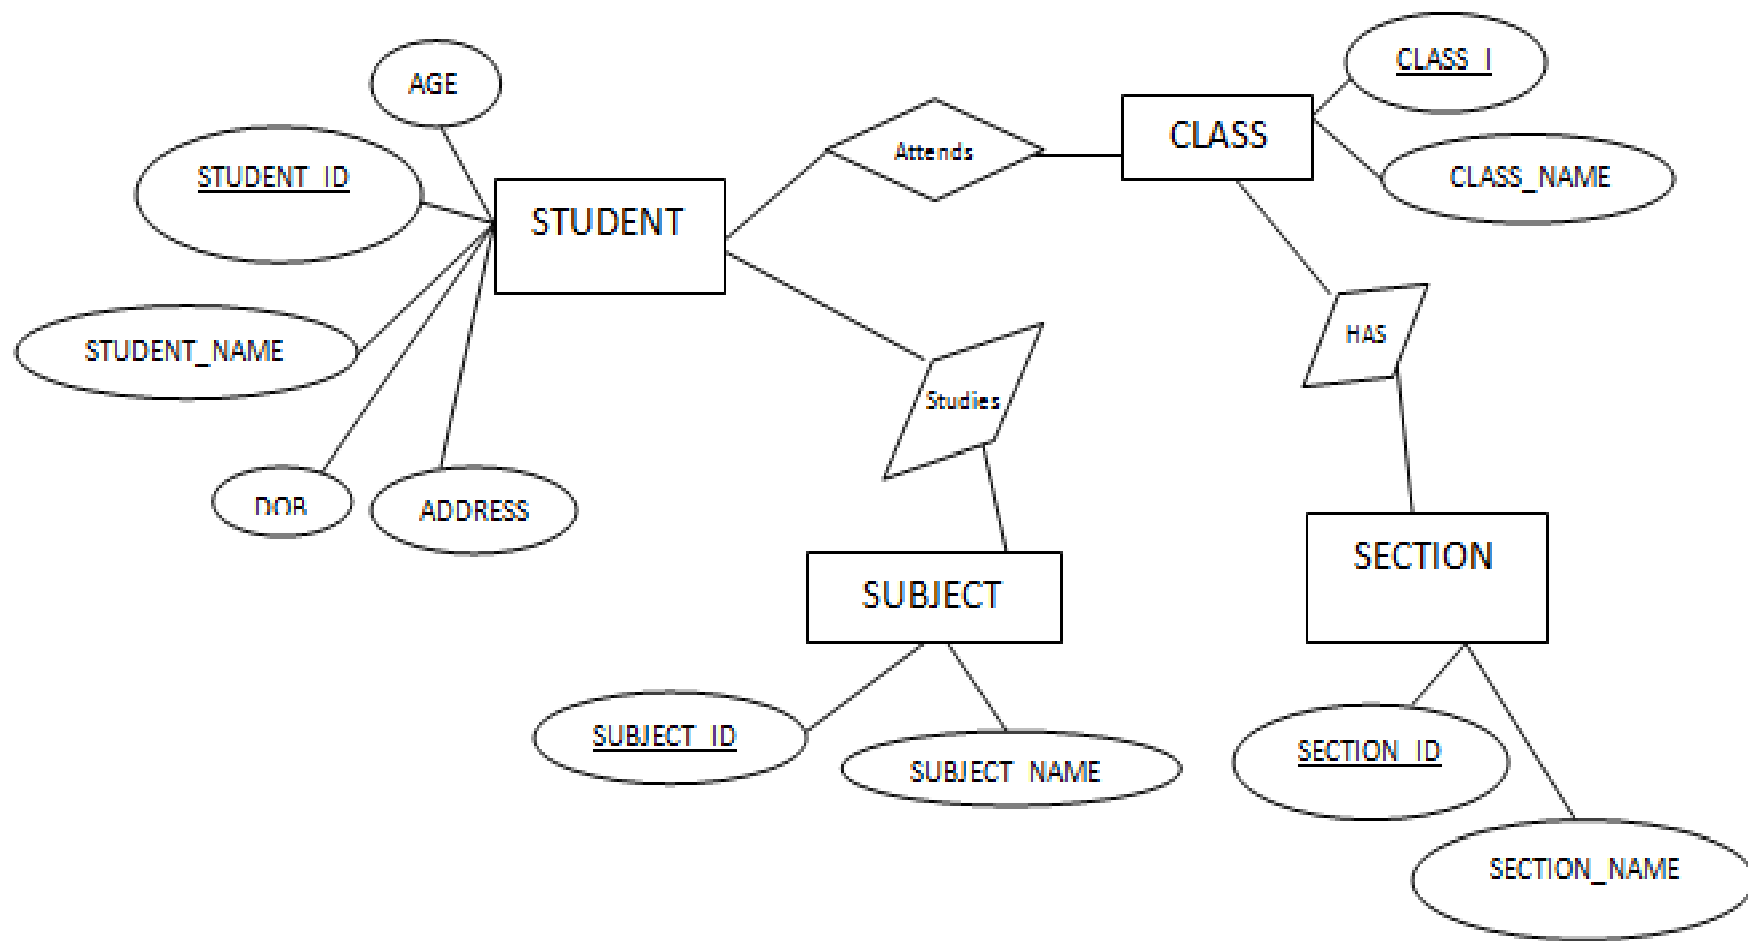 AGE
STUDENT_ID
STUDENT
STUDENT_NAME
DOB
ADDRESS
Attends
CLASS
CLASS_I
CLASS_NAME
HAS
Studies
SUBJECT
SUBJECT_ID
SUBJECT_NAME
SECTION
SECTION_ID
SECTION_NAME